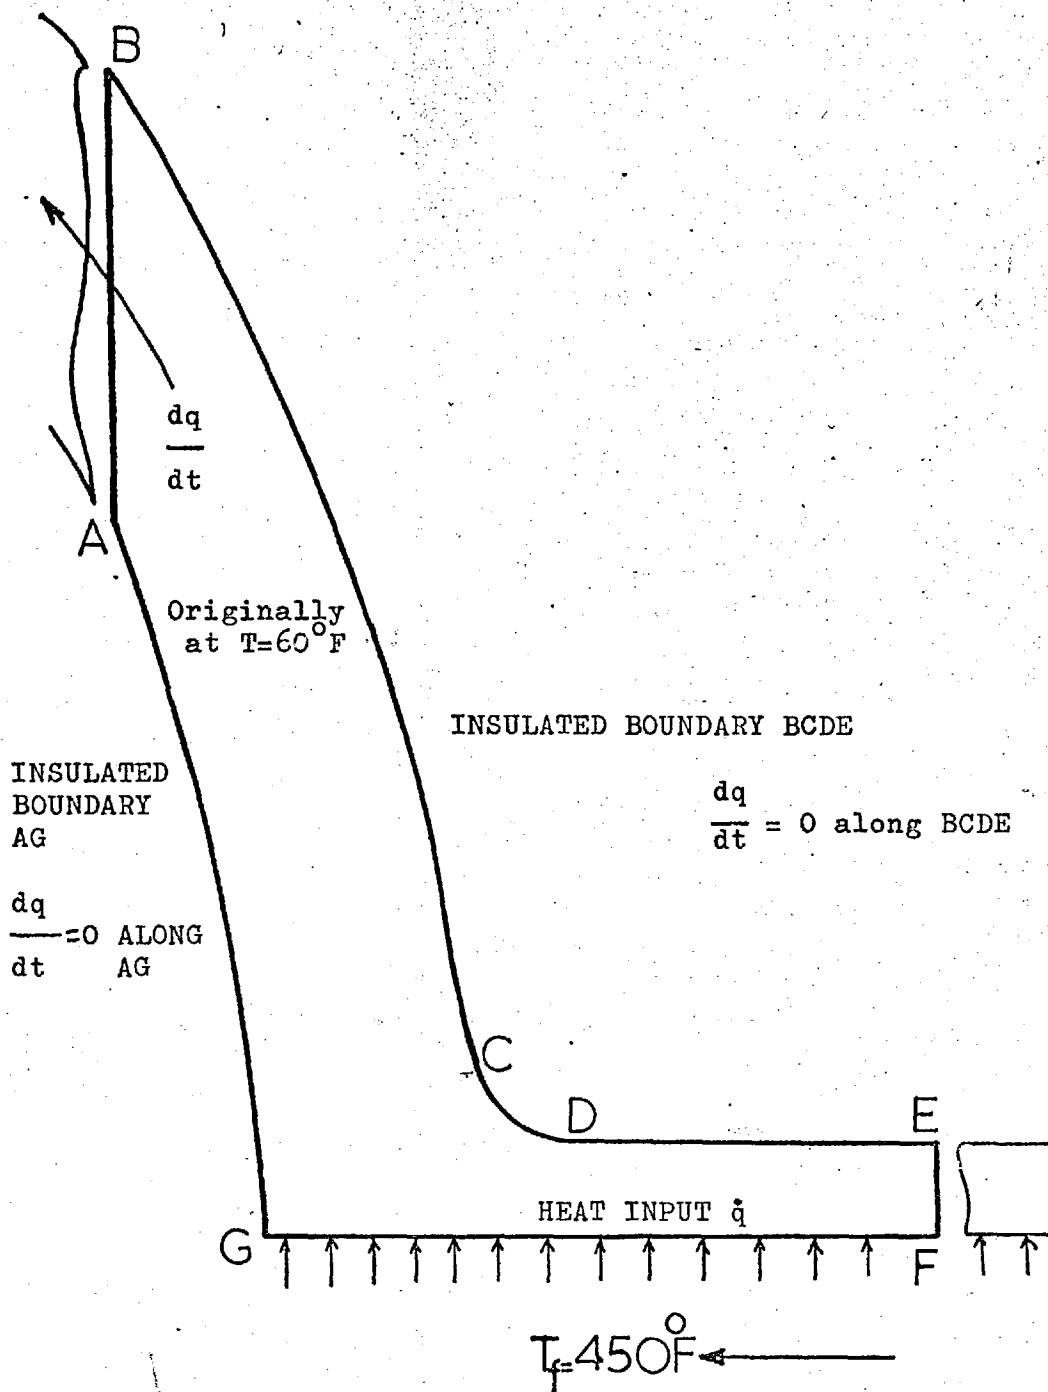 B
dq
dt
A
Originally
at T=60°F
INSULATED BOUNDARY BCDE
INSULATED
BOUNDARY
AG
dq
dt = 0 along BCDE
dq
dt =0 ALONG
AG
C
D
E
HEAT INPUT q̇
G
F
T_f=450°F